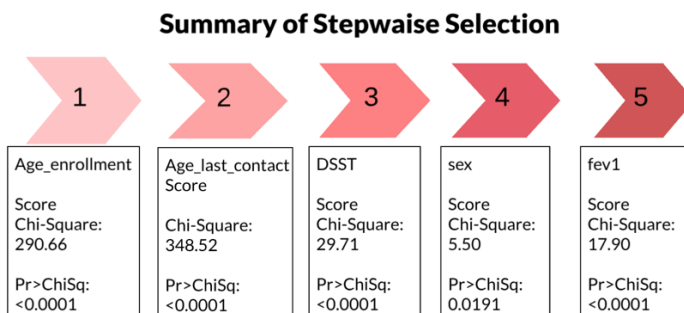 Summary of Stepwaise Selection
1
2
3
4
5
Age_enrollment
Score
Chi-Square:
290.66
Pr>ChiSq:
<0.0001
Age_last_contact
Score
Chi-Square:
348.52
Pr>ChiSq:
<0.0001
DSST
Score
Chi-Square:
29.71
Pr>ChiSq:
<0.0001
sex
Score
Chi-Square:
5.50
Pr>ChiSq:
0.0191
fev1
Score
Chi-Square:
17.90
Pr>ChiSq:
<0.0001